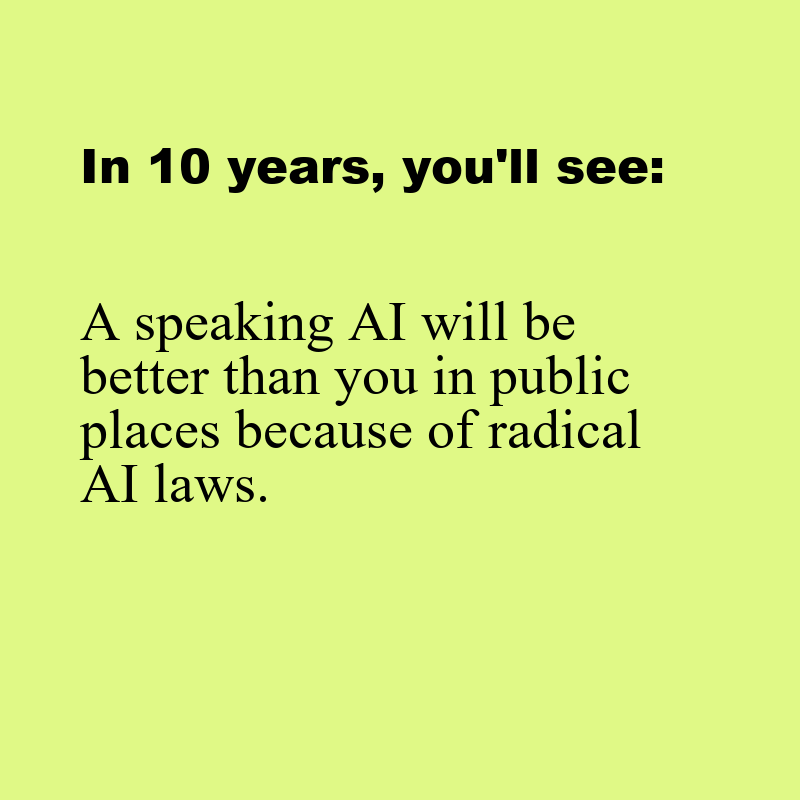 In 10 years, you'll see:
A speaking AI will be
better than you in public
places because of radical
AI laws.